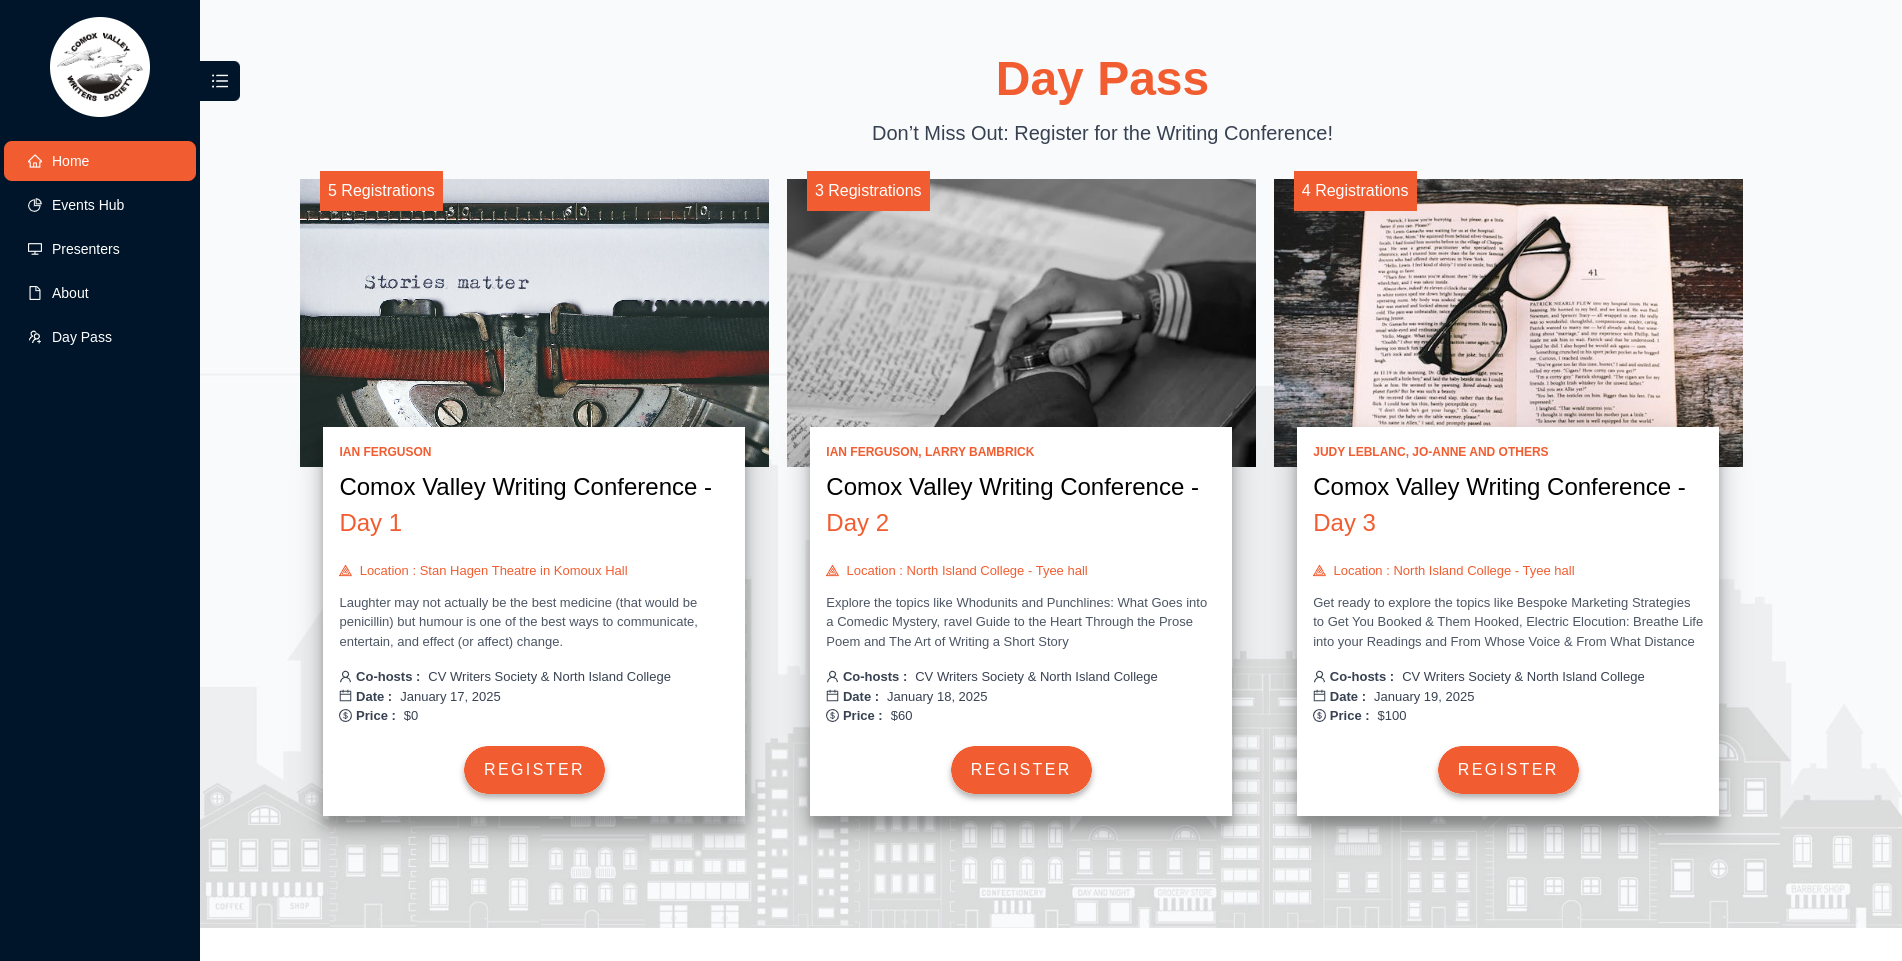 COMOX VALLEY
WRITERS SOCIETY
Home
Events Hub
Presenters
About
Day Pass
Day Pass
Don’t Miss Out: Register for the Writing Conference!
5 Registrations
Stories matter
IAN FERGUSON
Comox Valley Writing Conference -
Day 1
Location : Stan Hagen Theatre in Komoux Hall
Laughter may not actually be the best medicine (that would be
penicillin) but humour is one of the best ways to communicate,
entertain, and effect (or affect) change.
Co-hosts : CV Writers Society & North Island College
Date : January 17, 2025
Price : $0
REGISTER
3 Registrations
IAN FERGUSON, LARRY BAMBRICK
Comox Valley Writing Conference -
Day 2
Location : North Island College - Tyee hall
Explore the topics like Whodunits and Punchlines: What Goes into
a Comedic Mystery, ravel Guide to the Heart Through the Prose
Poem and The Art of Writing a Short Story
Co-hosts : CV Writers Society & North Island College
Date : January 18, 2025
Price : $60
REGISTER
4 Registrations
41
JUDY LEBLANC, JO-ANNE AND OTHERS
Comox Valley Writing Conference -
Day 3
Location : North Island College - Tyee hall
Get ready to explore the topics like Bespoke Marketing Strategies
to Get You Booked & Them Hooked, Electric Elocution: Breathe Life
into your Readings and From Whose Voice & From What Distance
Co-hosts : CV Writers Society & North Island College
Date : January 19, 2025
Price : $100
REGISTER
COFFEE
SHOP
CONFECTIONERY
DAY AND NIGHT
GROCERY STORE
BARBER SHOP